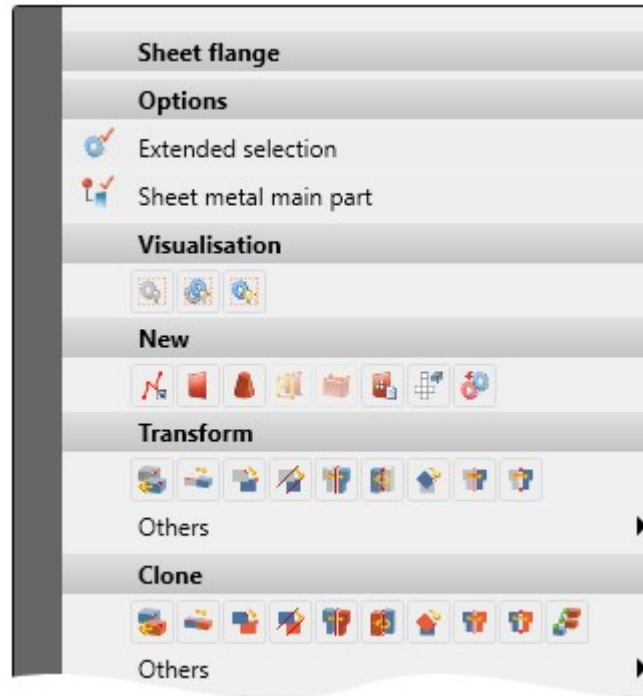 Sheet flange
Options
Extended selection
Sheet metal main part
Visualisation
New
Transform
Others
Clone
Others